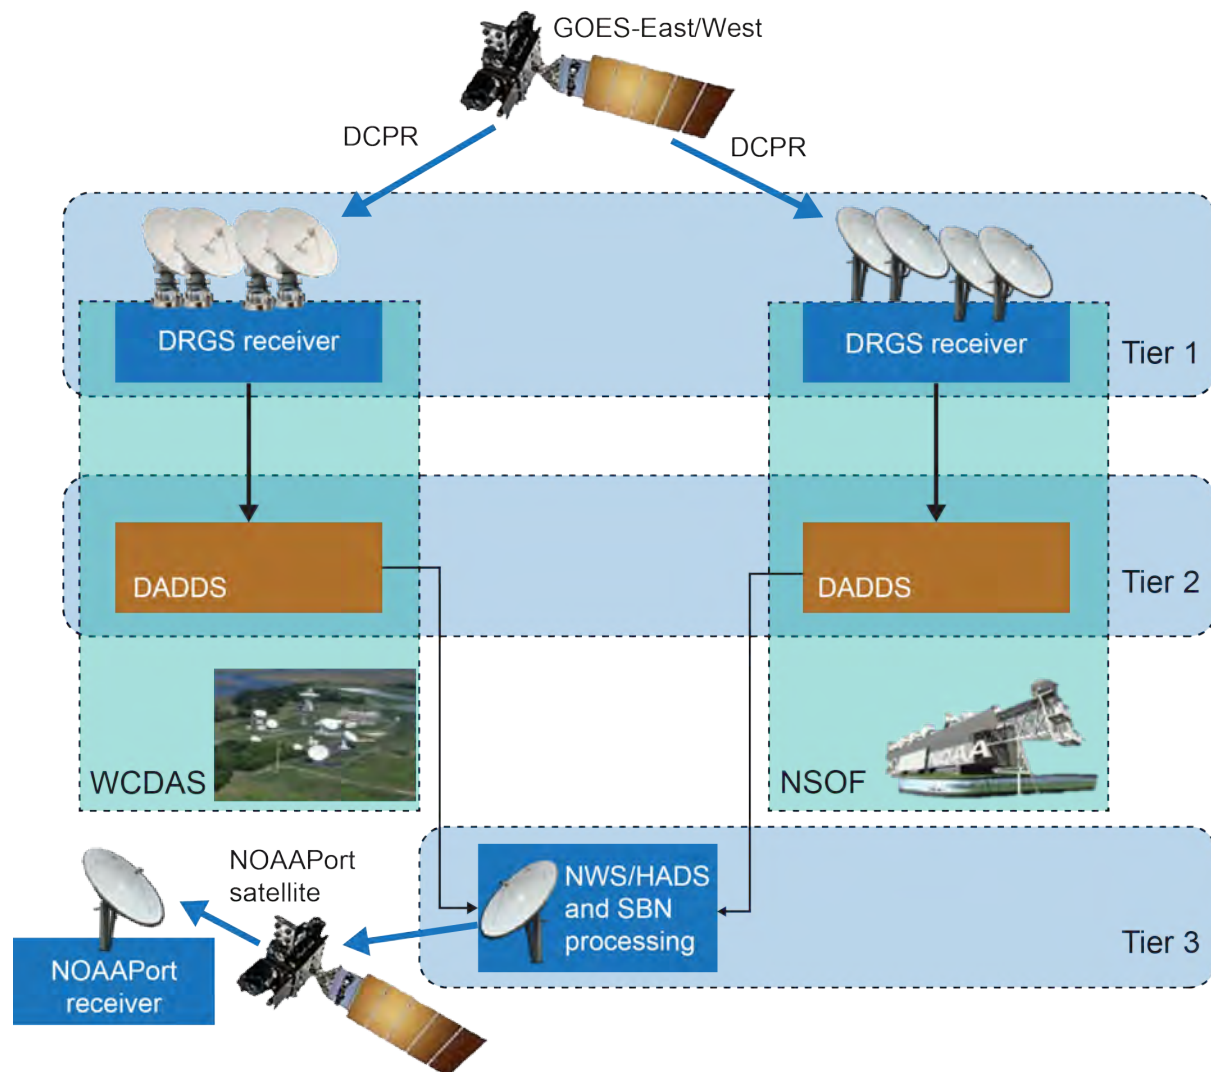 GOES-East/West
DCPR
DCPR
DRGS receiver
DRGS receiver
Tier 1
DADDS
DADDS
Tier 2
WCDAS
NOAA
NSOF
NOAAPort
satellite
NWS/HADS
and SBN
processing
Tier 3
NOAAPort
receiver